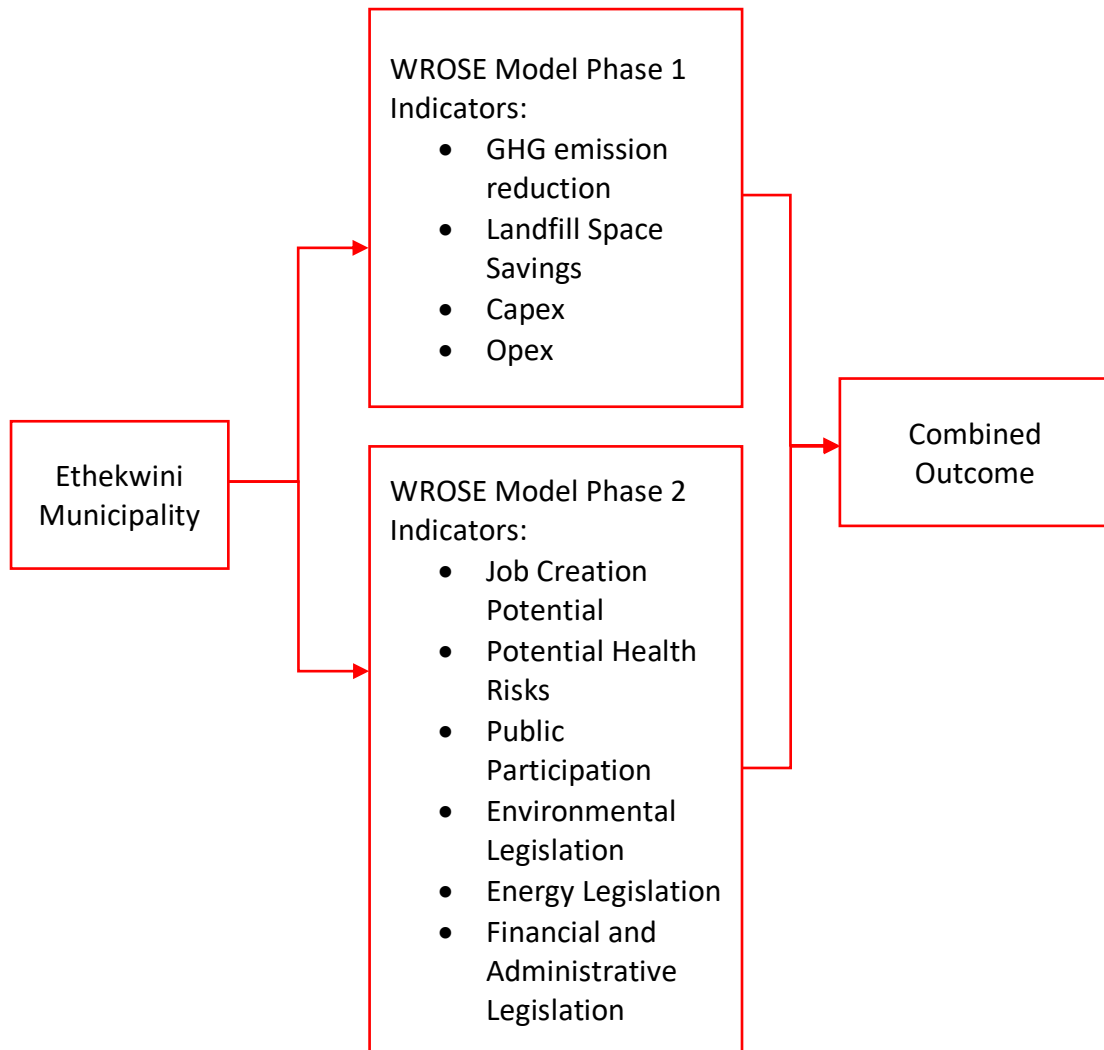 WROSE Model Phase 1
Indicators:
• GHG emission
reduction
• Landfill Space
Savings
• Capex
• Opex
Ethekwini
Municipality
WROSE Model Phase 2
Indicators:
• Job Creation
Potential
• Potential Health
Risks
• Public
Participation
• Environmental
Legislation
• Energy Legislation
• Financial and
Administrative
Legislation
Combined
Outcome